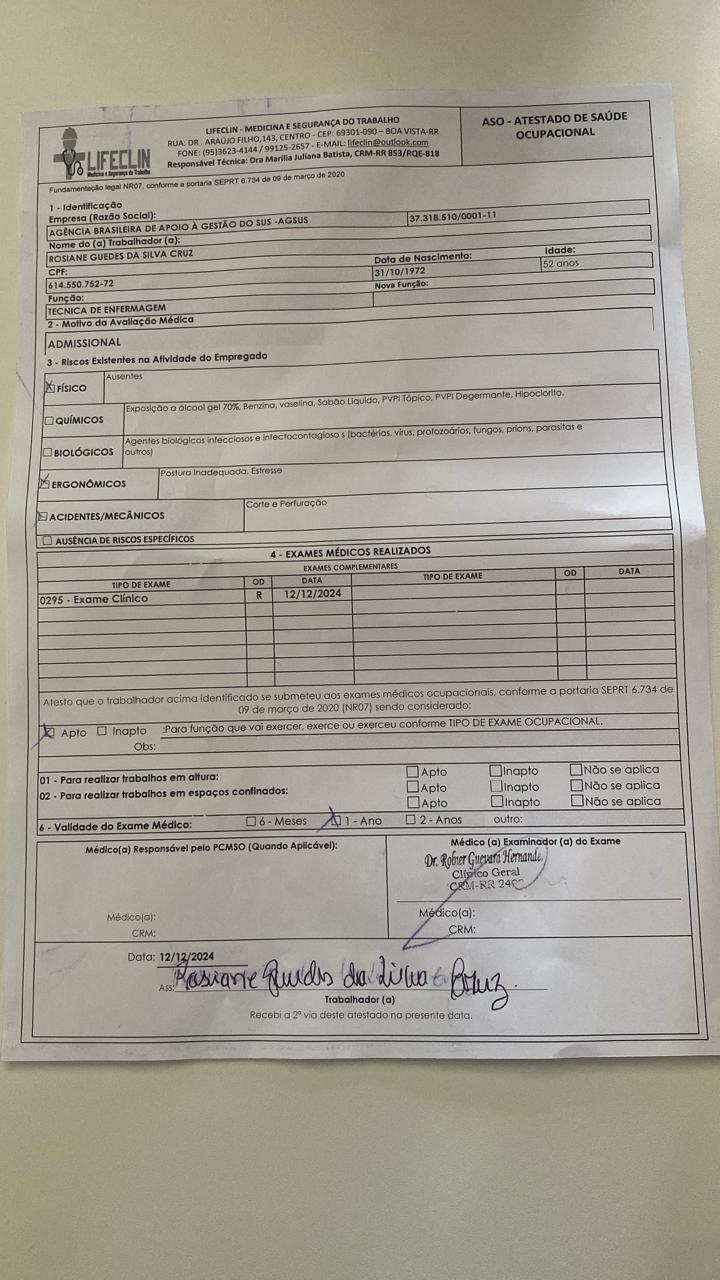 LIFECLIN
Medicina e Segurança do Trabalho
LIFECLIN - MEDICINA E SEGURANÇA DO TRABALHO
RUA: DR . ARAÚJO FILHO,143, CENTRO - CEP: 69301-090 – BOA VISTA-RR
FONE: (95)3623-4144 / 99125-2657 - E-MAIL: lifeclin@outlook.com
Responsável Técnica: Dra Marilia Juliana Batista, CRM-RR 853/RQE-818
ASO - ATESTADO DE SAÚDE
OCUPACIONAL
Fundamentação legal NR07, conforme a portaria SEPRT 6.734 de 09 de março de 2020
1 - Identificação
Empresa (Razão Social):
AGÊNCIA BRASILEIRA DE APOIO À GESTÃO DO SUS -AGSUS
37.318.510/0001-11
Nome do (a) Trabalhador (a):
ROSIANE GUEDES DA SILVA CRUZ
CPF:
Data de Nascimento:
Idade:
614.550.752-72
31/10/1972
52 anos
Função:
Nova Função:
TECNICA DE ENFERMAGEM
2 - Motivo da Avaliação Médica
ADMISSIONAL
3 - Riscos Existentes na Atividade do Empregado
FÍSICO
Ausentes
QUÍMICOS
Exposição a álcool gel 70%, Benzina, vaselina, Sabão Liquido, PVPI Tópico, PVPI Degermante, Hipoclorito.
BIOLÓGICOS
Agentes biológicos infecciosos e infectocontagioso s (bactérias, vírus, protozoários, fungos, príons, parasitas e
outros)
ERGONÔMICOS
Postura inadequada, Estresse
ACIDENTES/MECÂNICOS
Corte e Perfuração
AUSÊNCIA DE RISCOS ESPECÍFICOS
4 - EXAMES MÉDICOS REALIZADOS
EXAMES COMPLEMENTARES
TIPO DE EXAME OD DATA TIPO DE EXAME OD DATA
0295 - Exame Clínico R 12/12/2024
Atesto que o trabalhador acima identificado se submeteu aos exames médicos ocupacionais, conforme a portaria SEPRT 6.734 de
09 de março de 2020 (NR07) sendo considerado:
Apto Inapto :Para função que vai exercer, exerce ou exerceu conforme TIPO DE EXAME OCUPACIONAL.
Obs:
01 - Para realizar trabalhos em altura: Apto Inapto Não se aplica
02 - Para realizar trabalhos em espaços confinados: Apto Inapto Não se aplica
Apto Inapto Não se aplica
6 - Validade do Exame Médico: 6 - Meses 1 - Ano 2 - Anos outro:
Médico(a) Responsável pelo PCMSO (Quando Aplicável):
Médico(a):
CRM:
Médico (a) Examinador (a) do Exame
Dr. Robier Guevara Hernande
Clínico Geral
CRM-RR
Médico(a):
CRM:
Data: 12/12/2024
Ass: Rosiane Guedes da Silva Cruz
Trabalhador (a)
Recebi a 2ª via deste atestado na presente data.